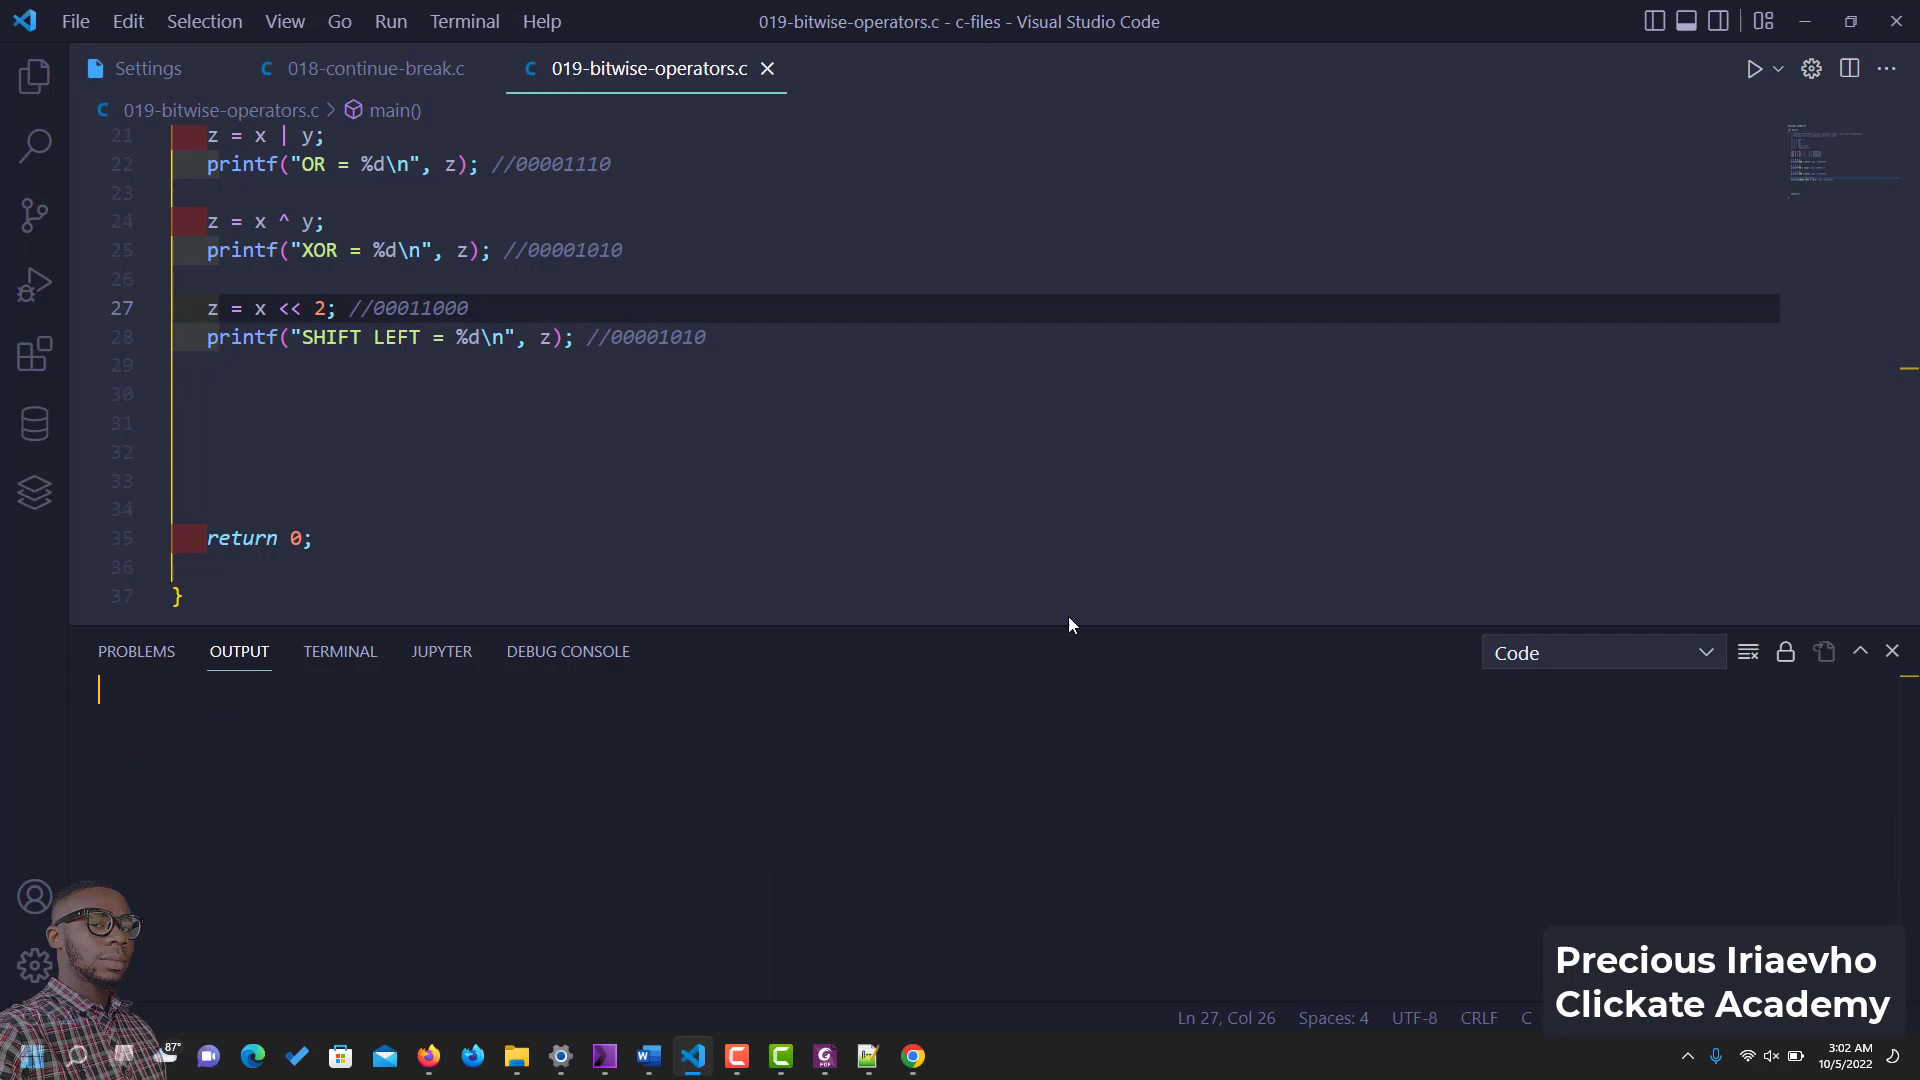 File Edit Selection View Go Run Terminal Help
019-bitwise-operators.c - c-files - Visual Studio Code
Settings
C 018-continue-break.c
C 019-bitwise-operators.c
C 019-bitwise-operators.c > main()
21 z = x | y;
22 printf("OR = %d\n", z); //00001110
23
24 z = x ^ y;
25 printf("XOR = %d\n", z); //00001010
26
27 z = x << 2; //00011000
28 printf("SHIFT LEFT = %d\n", z); //00001010
29
30
31
32
33
34
35 return 0;
36
37 }
PROBLEMS OUTPUT TERMINAL JUPYTER DEBUG CONSOLE
Code
Precious Iriaevho
Clickate Academy
Ln 27, Col 26 Spaces: 4 UTF-8 CRLF C
87°
3:02 AM
10/5/2022